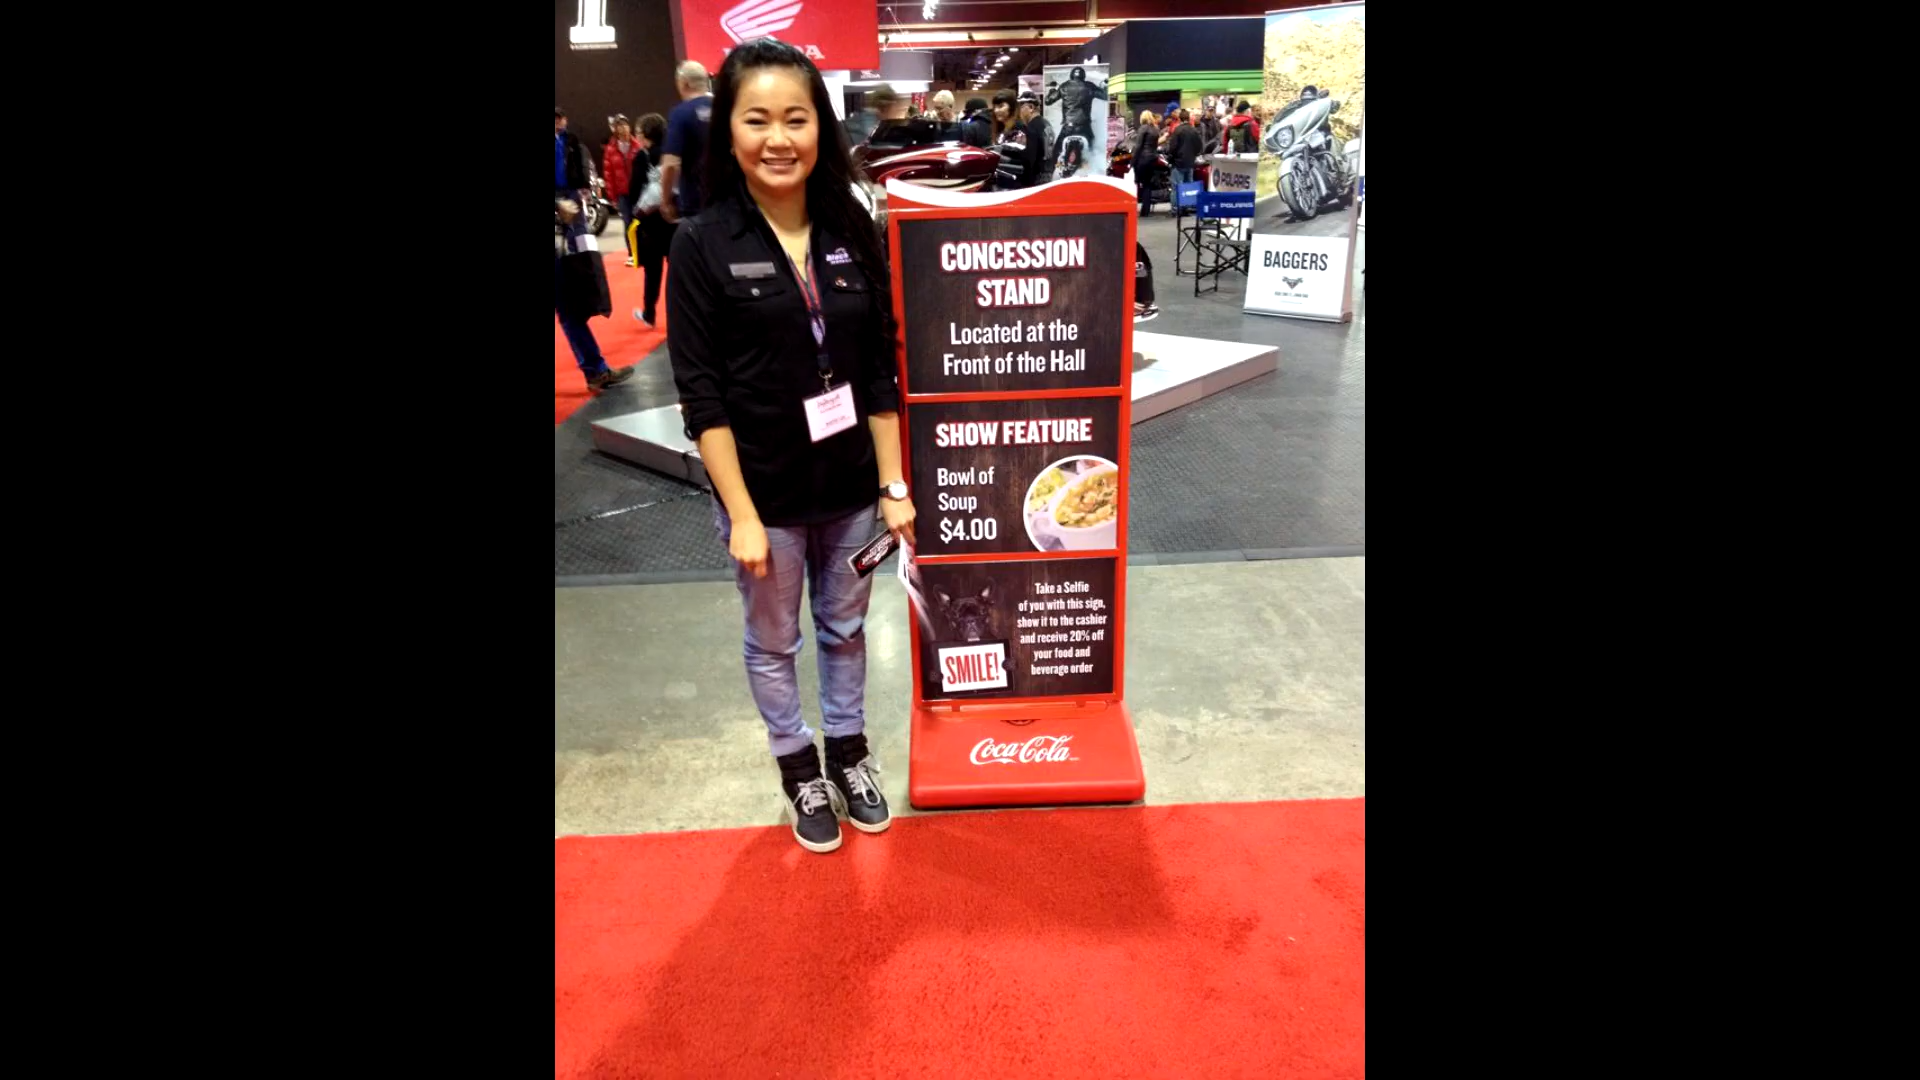 HONDA
POLARIS
POLARIS
BAGGERS
CONCESSION
STAND
Located at the
Front of the Hall
SHOW FEATURE
Bowl of
Soup
$4.00
Take a Selfie
of you with this sign,
show it to the cashier
and receive 20% off
your food and
beverage order
SMILE!
Coca-Cola